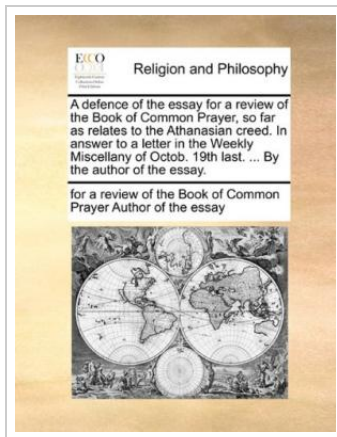 ECCO
Religion and Philosophy
A defence of the essay for a review of
the Book of Common Prayer, so far
as relates to the Athanasian creed. In
answer to a letter in the Weekly
Miscellany of Octob. 19th last. ... By
the author of the essay.
for a review of the Book of Common
Prayer Author of the essay